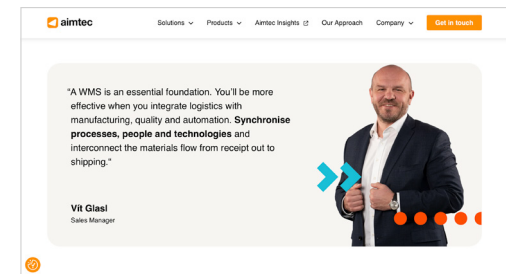 aimtec
Solutions
Products
Aimtec Insights
Our Approach
Company
Get in touch
"A WMS is an essential foundation. You'll be more
effective when you integrate logistics with
manufacturing, quality and automation. Synchronise
processes, people and technologies and
interconnect the materials flow from receipt out to
shipping."
Vít Glasl
Sales Manager